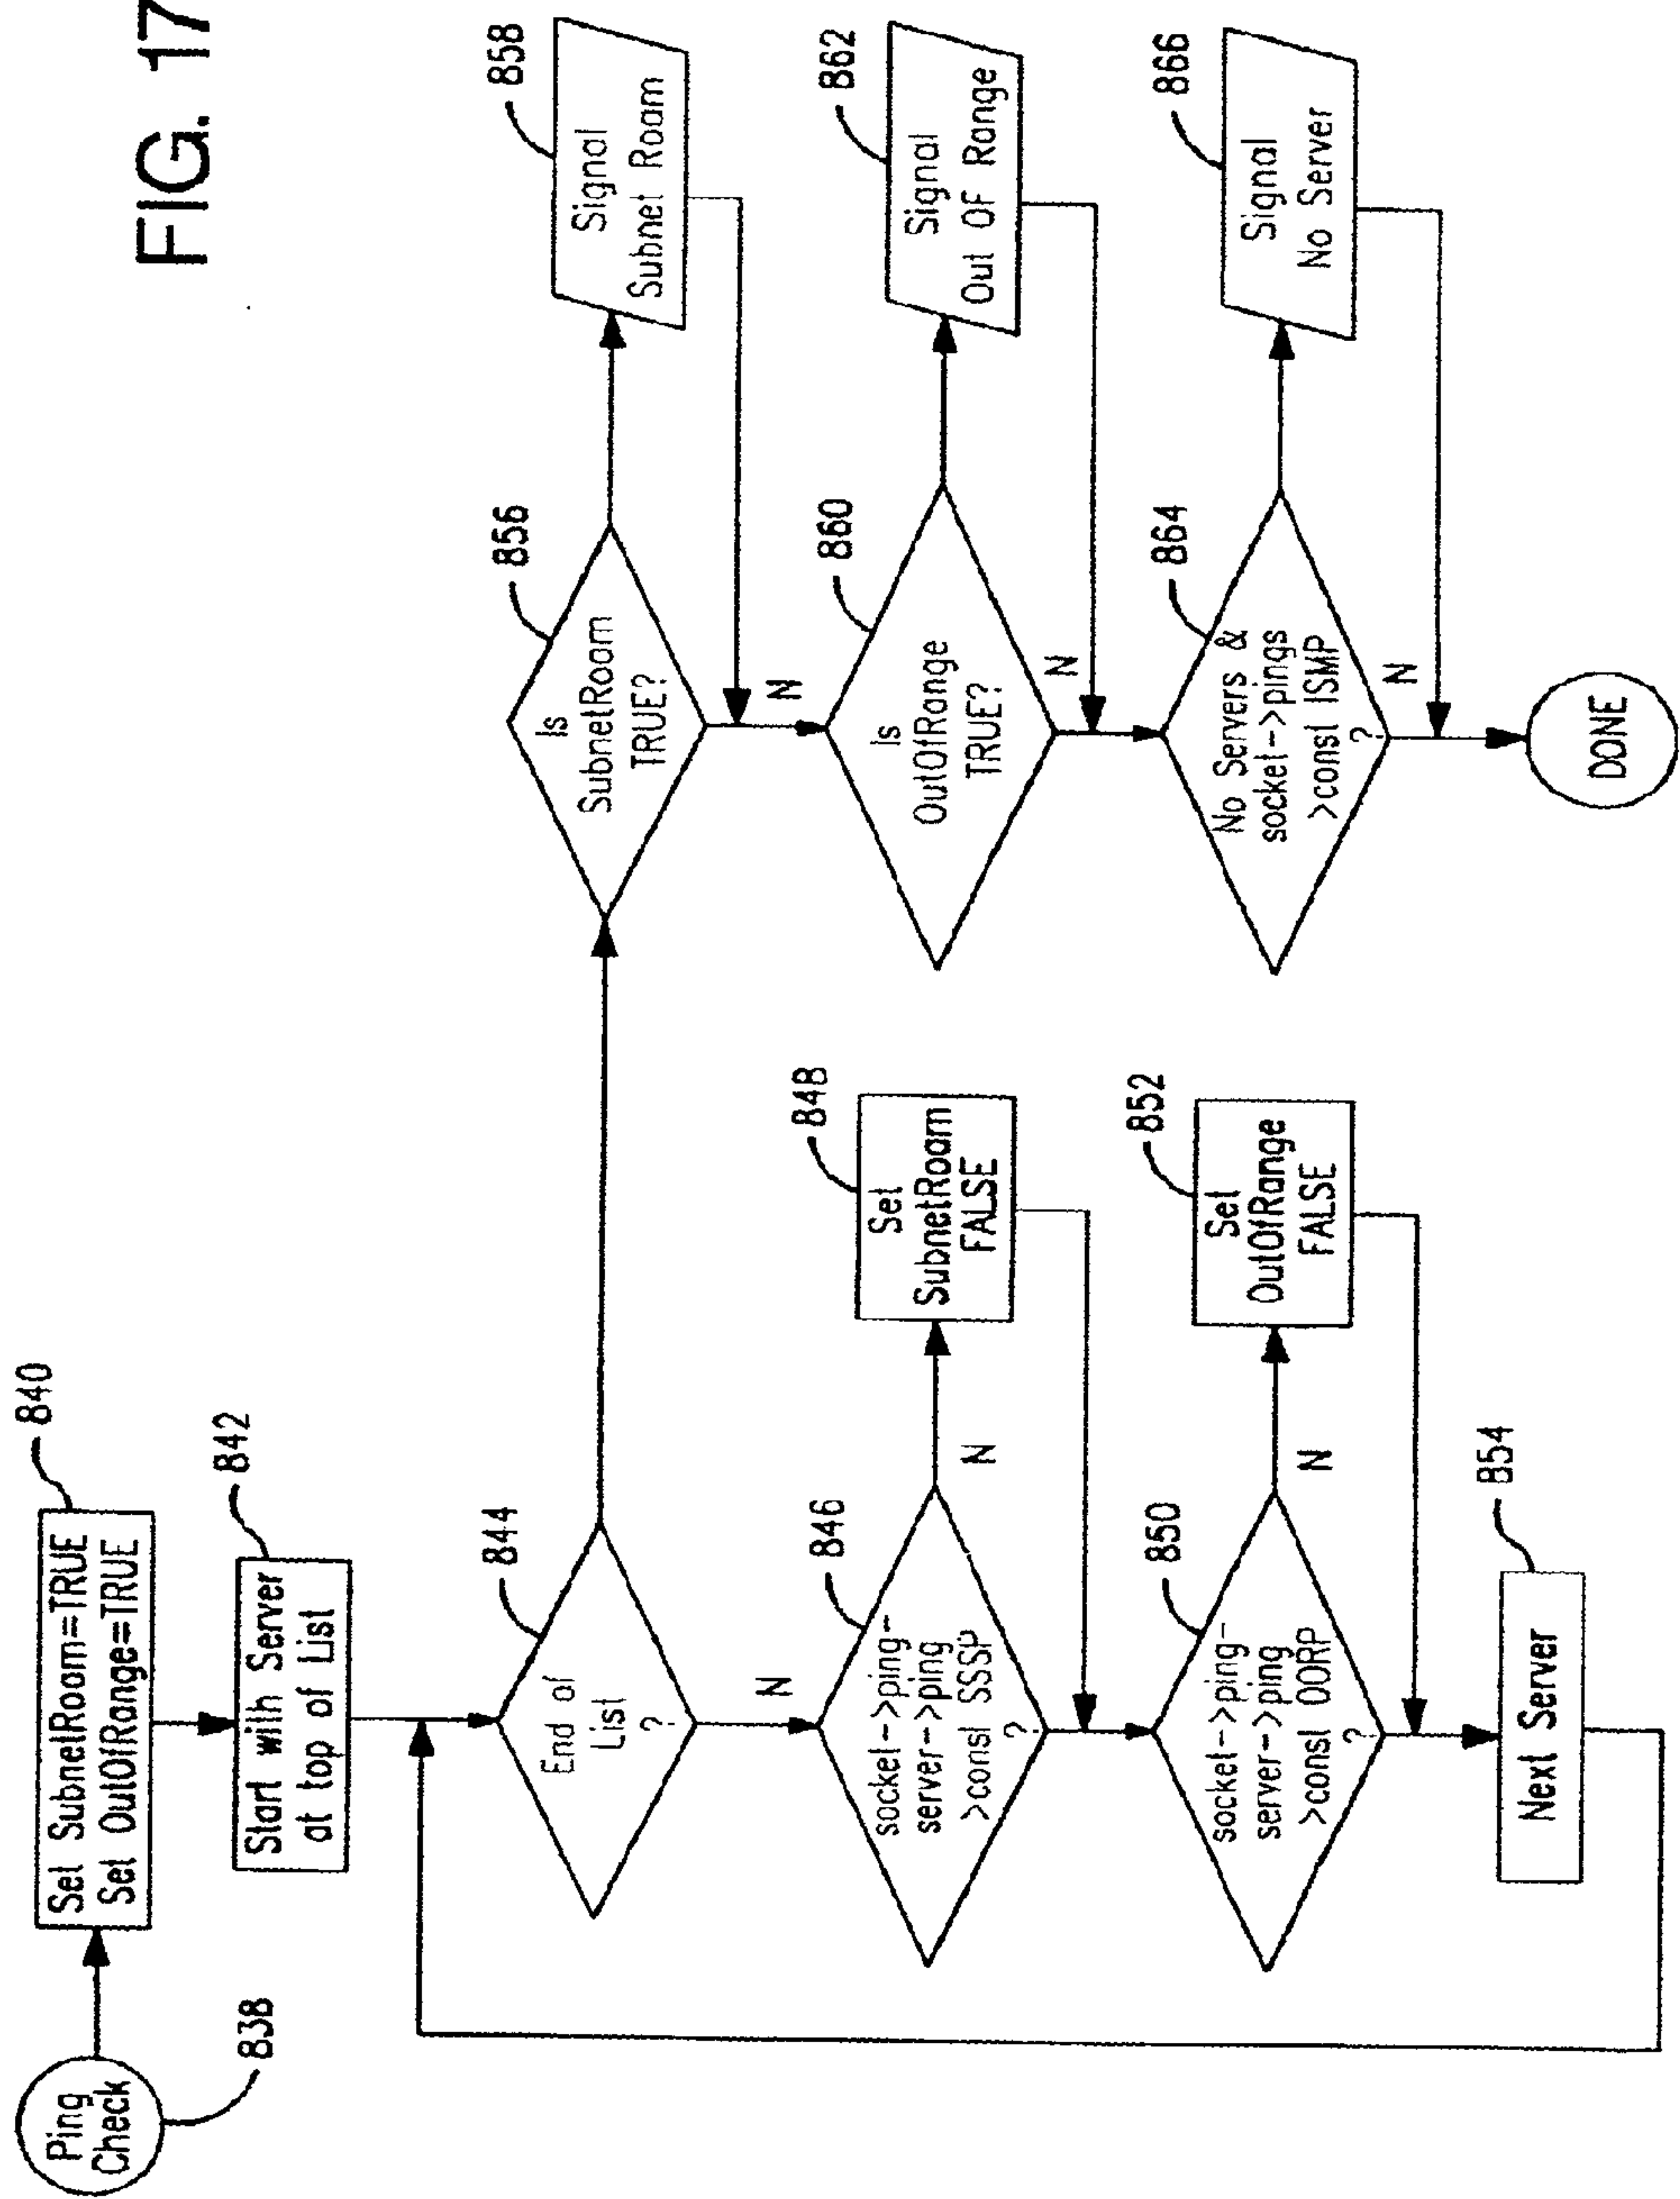 FIG. 17
Ping
Check
838
Set SubnetRoam=TRUE
Set OutOfRange=TRUE
840
Start with Server
at top of List
842
End of
List
?
844
N
socket->ping-
server->ping
>const SSSP
?
846
N
Set
SubnetRoam
FALSE
848
socket->ping-
server->ping
>const OORP
?
850
N
Set
OutOfRange
FALSE
852
Next Server
854
Is
SubnetRoam
TRUE?
856
N
Signal
Subnet Roam
858
Is
OutOfRange
TRUE?
860
N
Signal
Out OF Range
862
No Servers &
socket->pings
>const ISMP
?
864
N
Signal
No Server
866
DONE